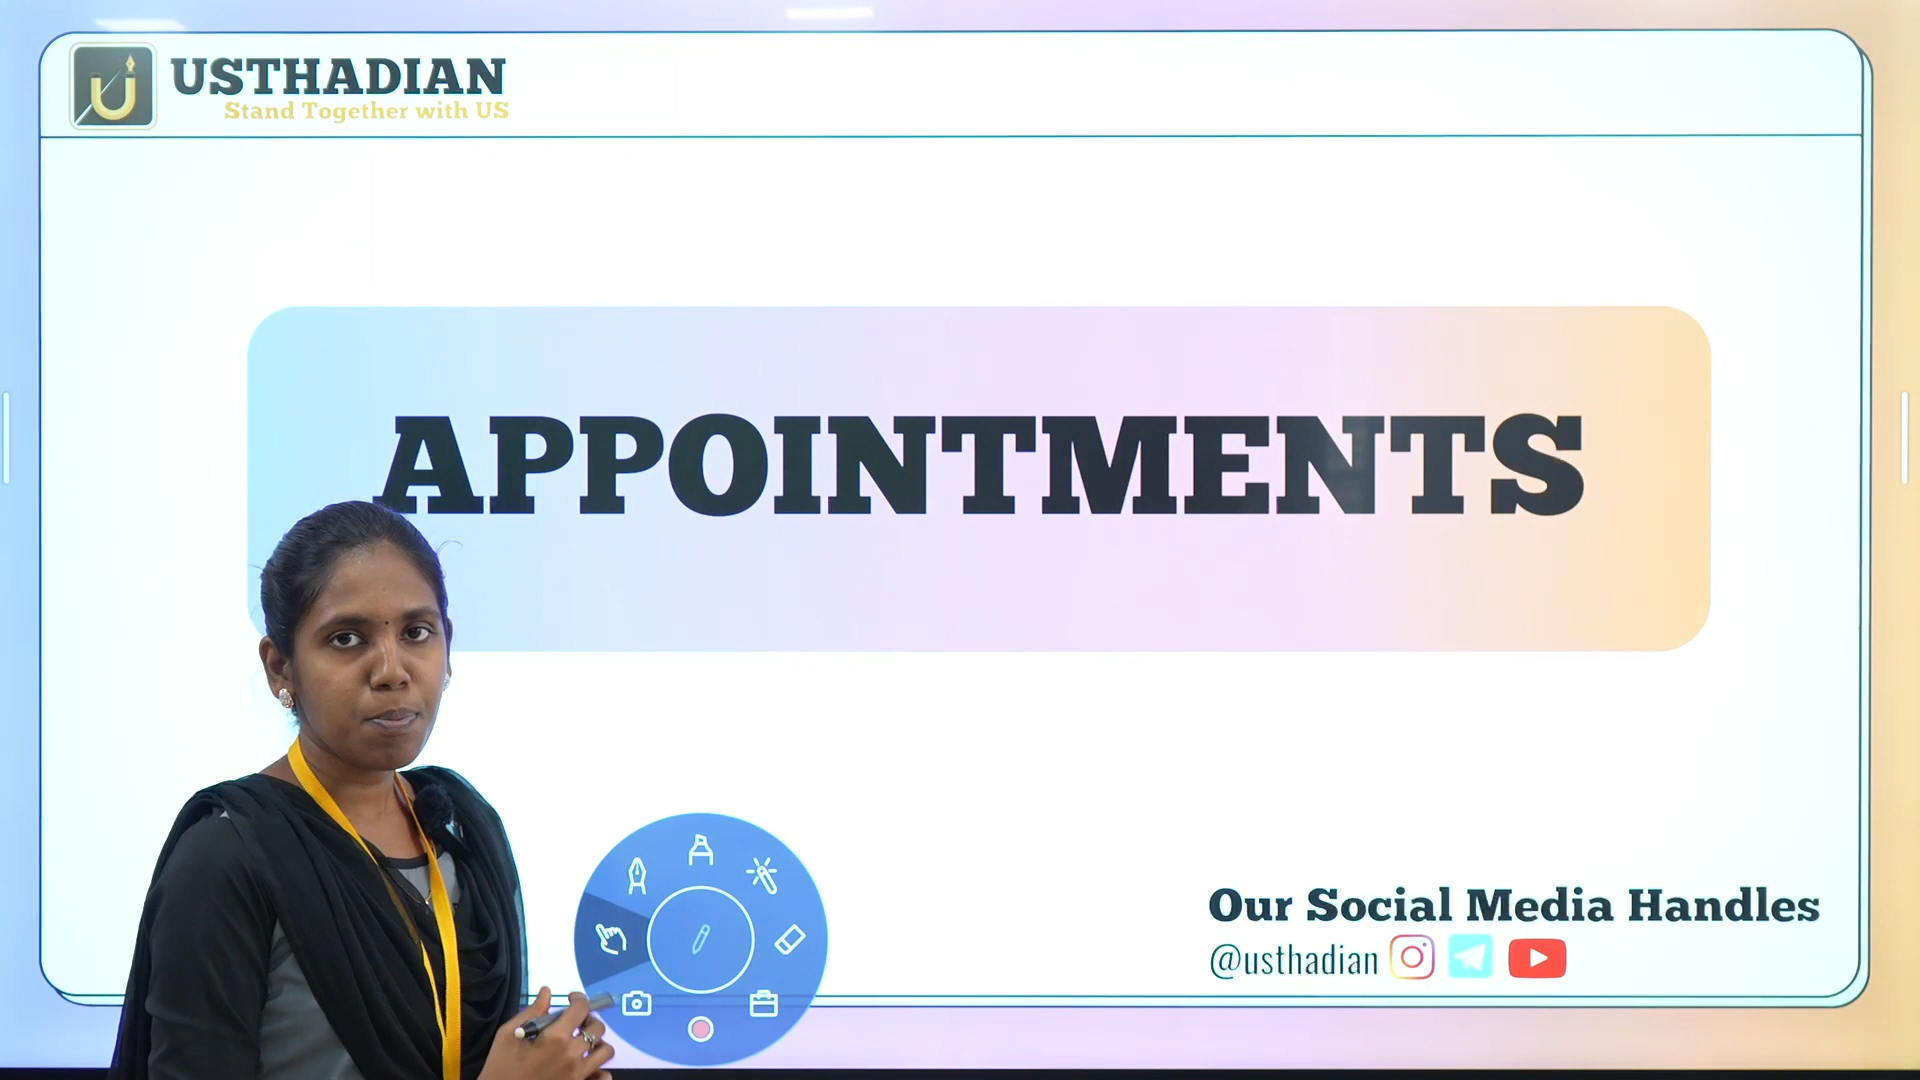 USTHADIAN
Stand Together with US
APPOINTMENTS
Our Social Media Handles
@usthadian